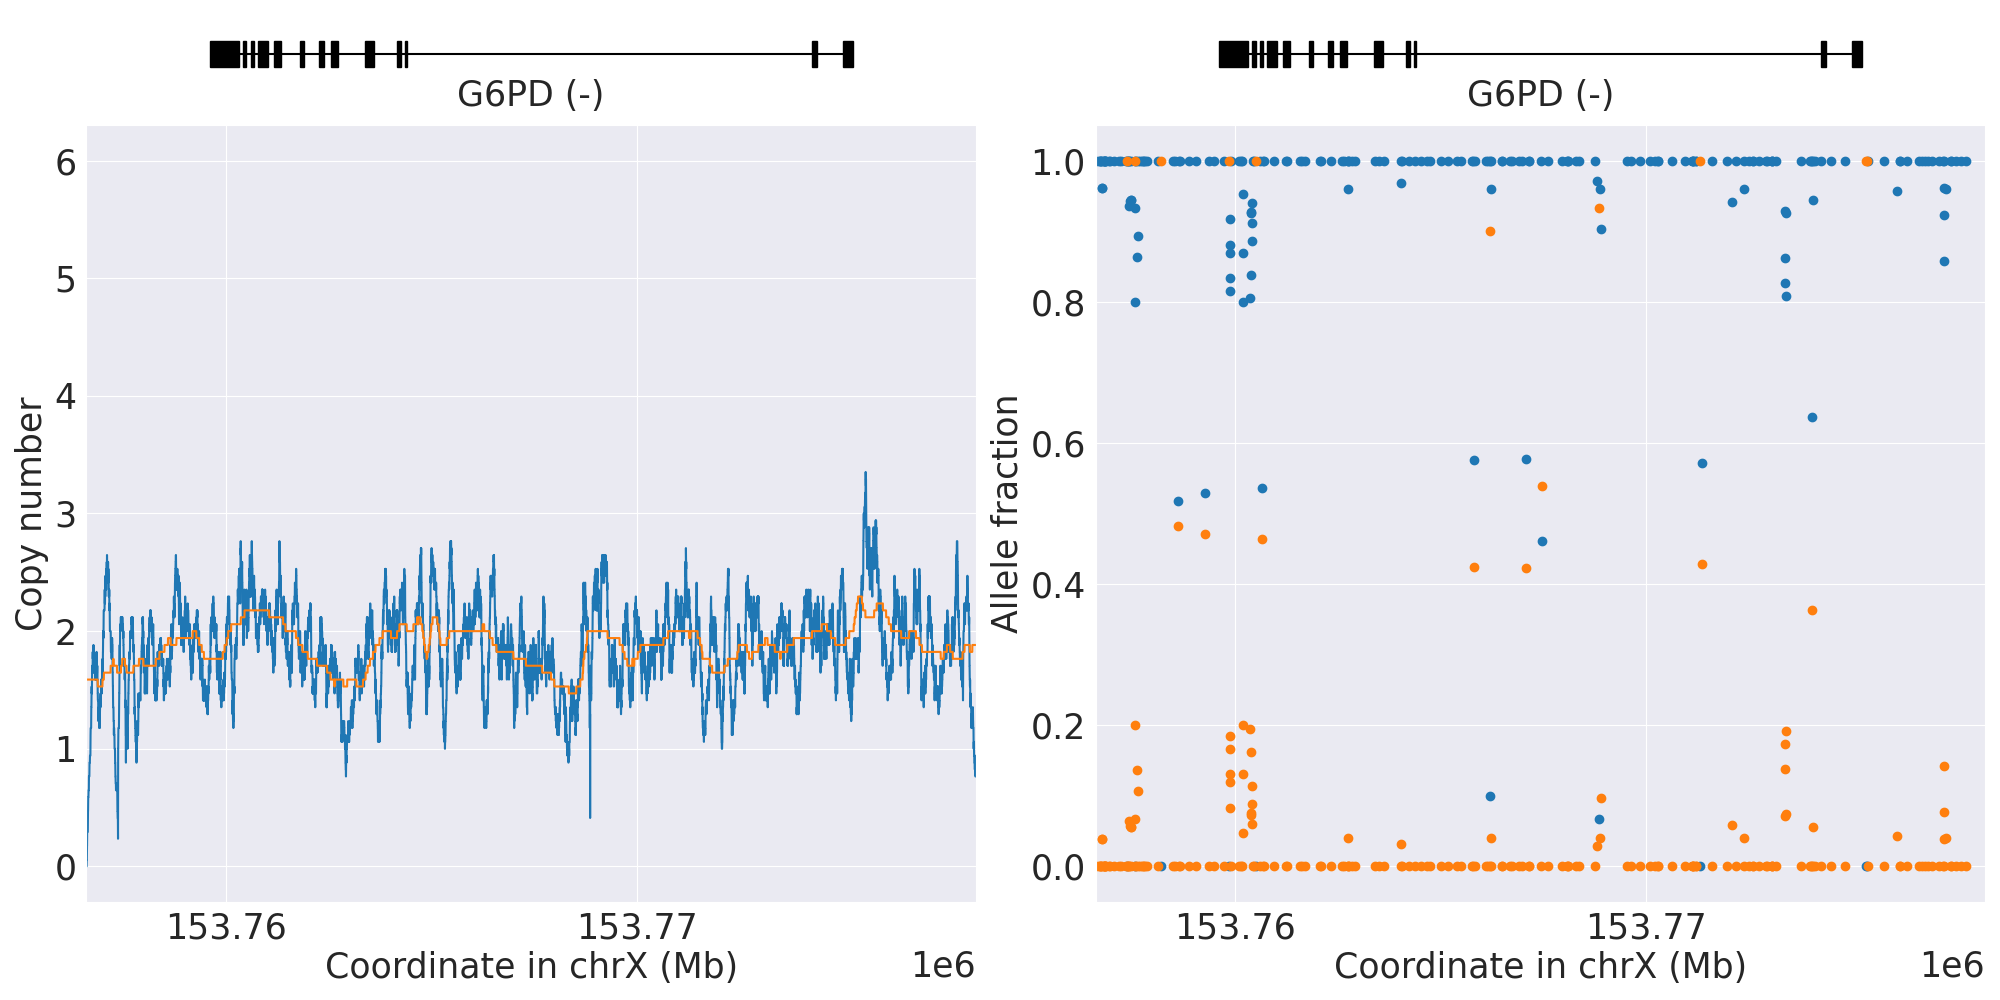 G6PD (-)
6
5
4
3
2
1
0
Copy number
153.76
153.77
Coordinate in chrX (Mb)
1e6
G6PD (-)
1.0
0.8
0.6
0.4
0.2
0.0
Allele fraction
153.76
153.77
Coordinate in chrX (Mb)
1e6